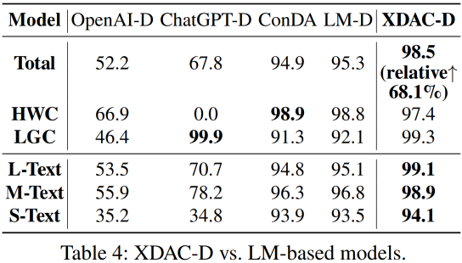 Model OpenAI-D ChatGPT-D ConDA LM-D XDAC-D
Total 52.2 67.8 94.9 95.3 98.5 (relative↑ 68.1%)
HWC 66.9 0.0 98.9 98.8 97.4
LGC 46.4 99.9 91.3 92.1 99.3
L-Text 53.5 70.7 94.8 95.1 99.1
M-Text 55.9 78.2 96.3 96.8 98.9
S-Text 35.2 34.8 93.9 93.5 94.1
Table 4: XDAC-D vs. LM-based models.